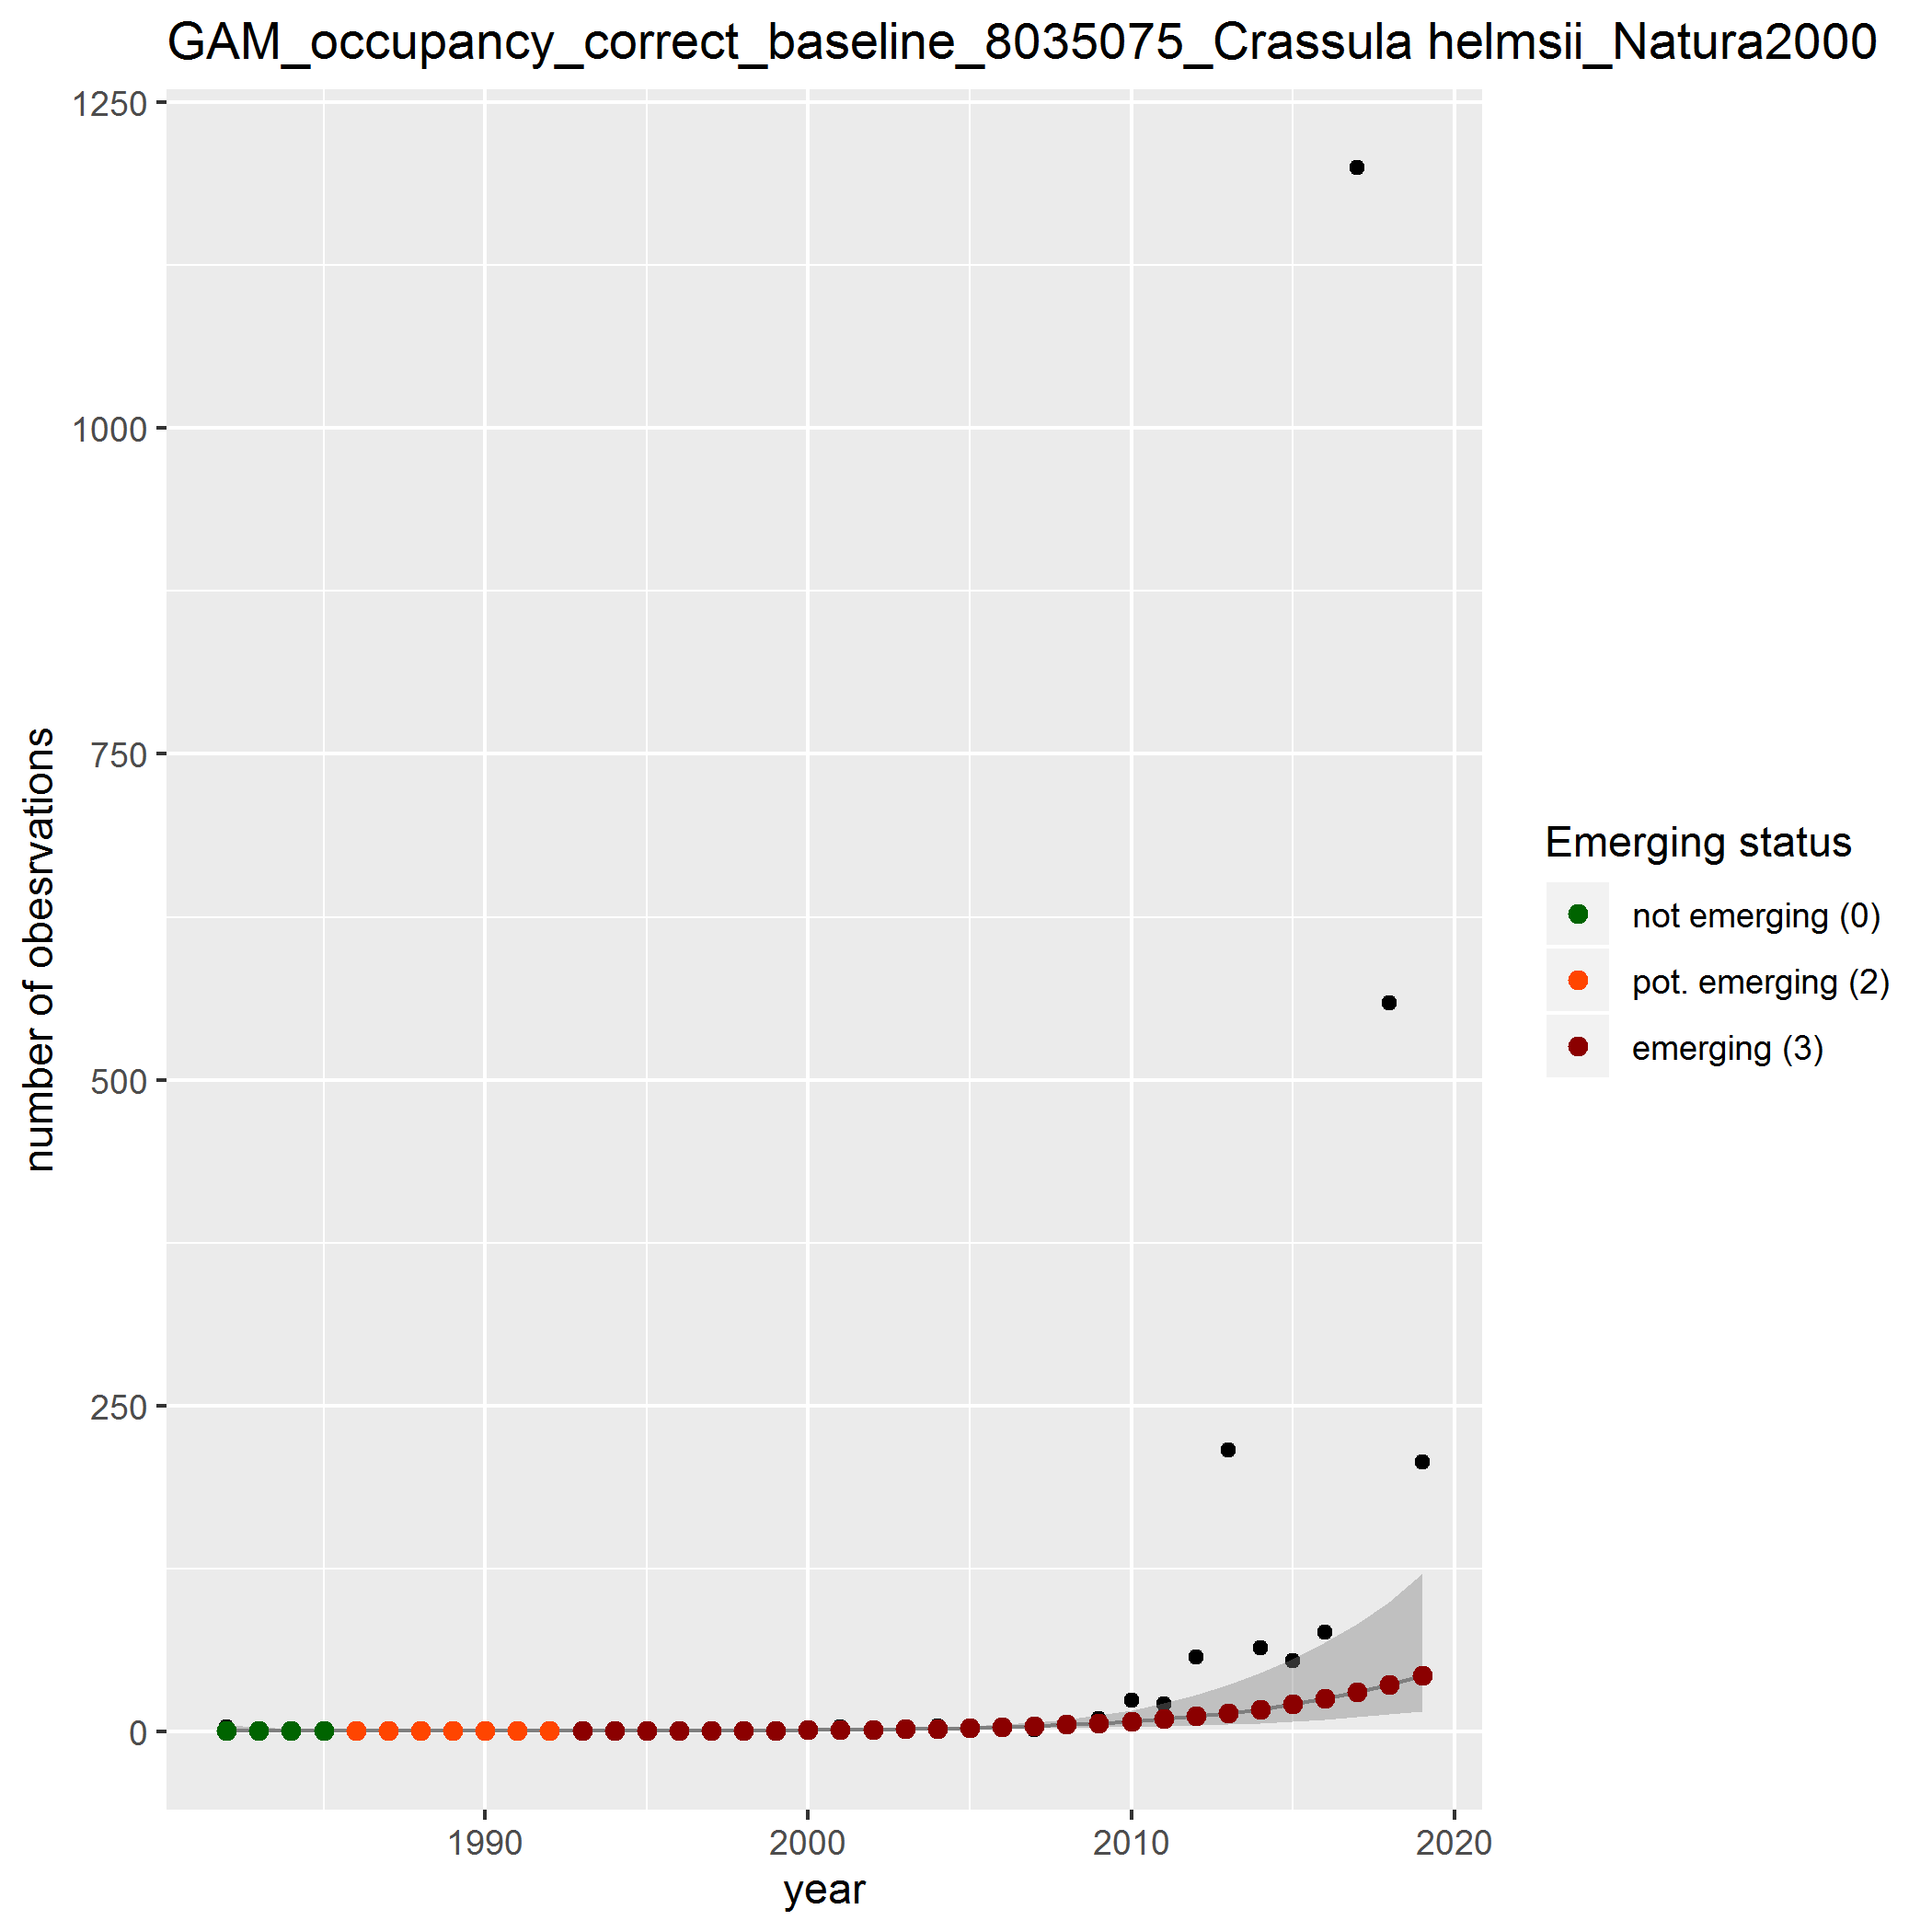 GAM_occupancy_correct_baseline_8035075_Crassula helmsii_Natura2000
1250
1000
750
500
250
0
number of obesrvations
1990
2000
2010
2020
year
Emerging status
not emerging (0)
pot. emerging (2)
emerging (3)